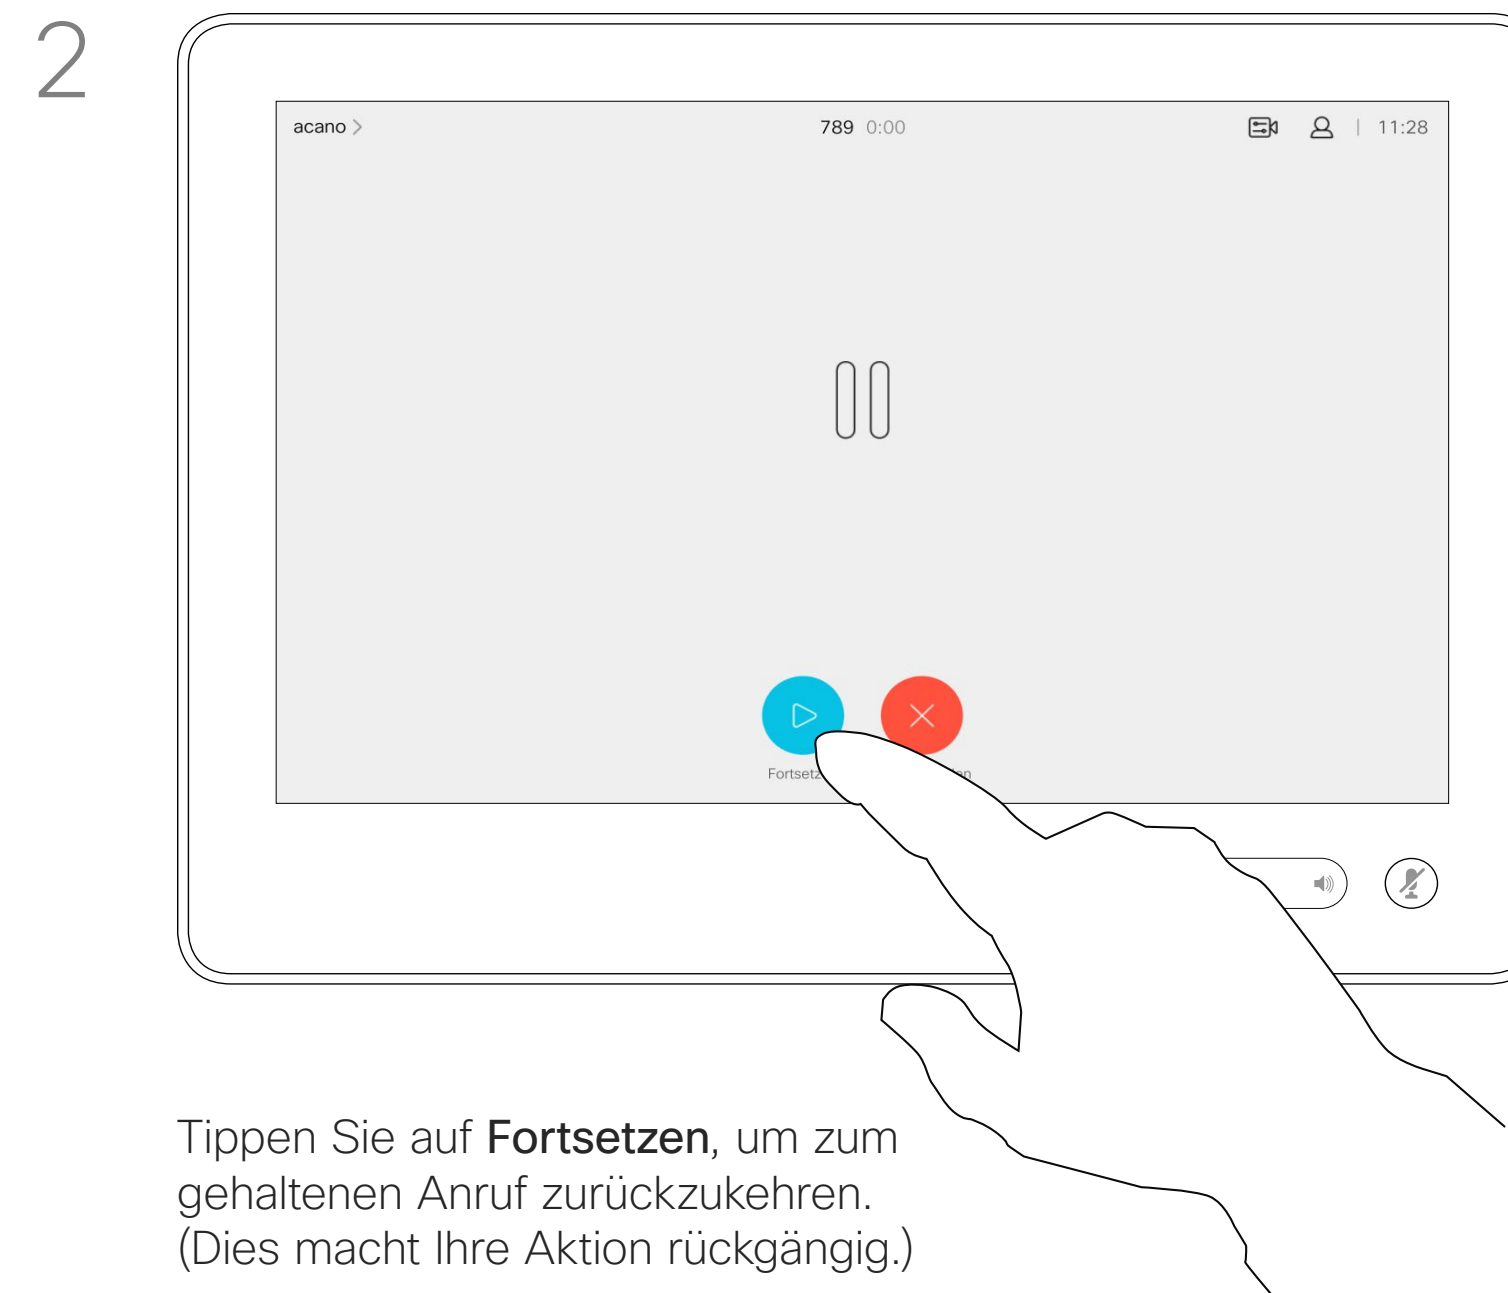 2
acano
789 0:00
11:28
Tippen Sie auf Fortsetzen, um zum
gehaltenen Anruf zurückzukehren.
(Dies macht Ihre Aktion rückgängig.)